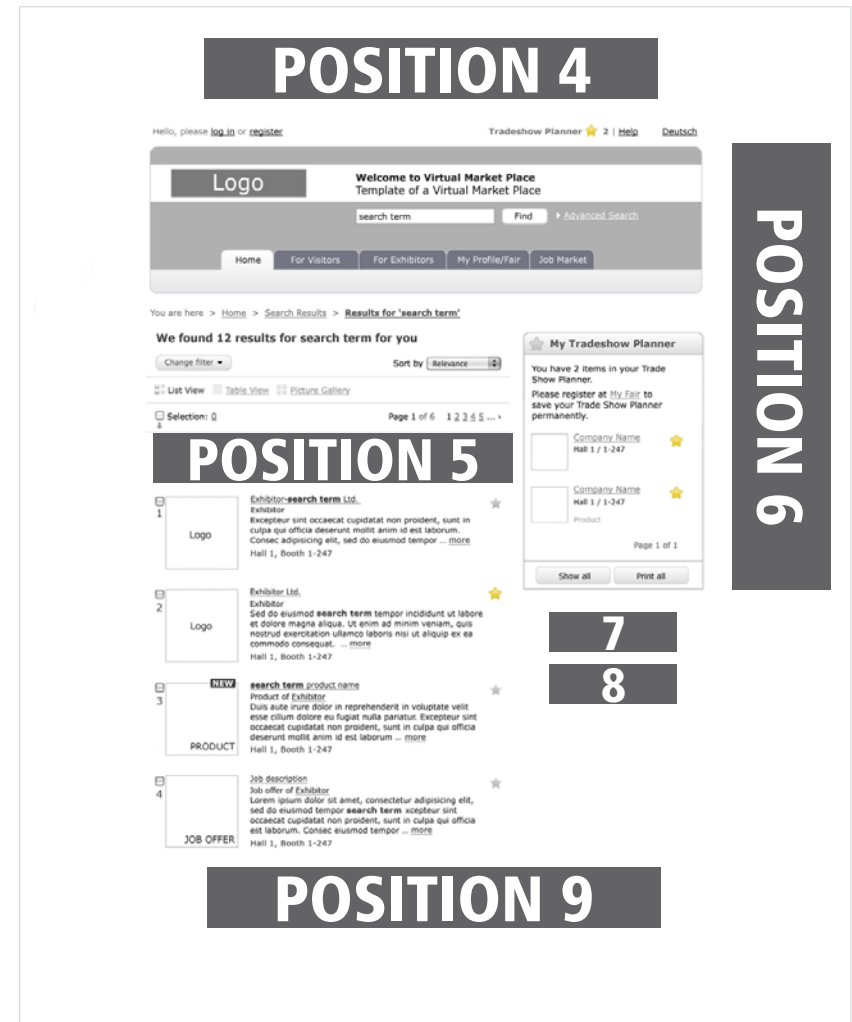 POSITION 4
Hello, please log in or register
Tradeshow Planner 2 | Help Deutsch
Logo
Welcome to Virtual Market Place
Template of a Virtual Market Place
search term Find Advanced Search
Home For Visitors For Exhibitors My Profile/Fair Job Market
You are here > Home > Search Results > Results for 'search term'
We found 12 results for search term for you
Change filter Sort by Relevance
List View Table View Picture Gallery
Selection: 0 Page 1 of 6 1 2 3 4 5 ...
POSITION 5
1
Logo
Exhibitor-search term Ltd.
Exhibitor
Excepteur sint occaecat cupidatat non proident, sunt in
culpa qui officia deserunt mollit anim id est laborum.
Consec adipisicing elit, sed do eiusmod tempor ... more
Hall 1, Booth 1-247
2
Logo
Exhibitor Ltd.
Exhibitor
Sed do eiusmod search term tempor incididunt ut labore
et dolore magna aliqua. Ut enim ad minim veniam, quis
nostrud exercitation ullamco laboris nisi ut aliquip ex ea
commodo consequat. ... more
Hall 1, Booth 1-247
3
NEW
PRODUCT
search term product name
Product of Exhibitor
Duis aute irure dolor in reprehenderit in voluptate velit
esse cillum dolore eu fugiat nulla pariatur. Excepteur sint
occaecat cupidatat non proident, sunt in culpa qui officia
deserunt mollit anim id est laborum ... more
Hall 1, Booth 1-247
4
JOB OFFER
Job description
Job offer of Exhibitor
Lorem ipsum dolor sit amet, consectetur adipisicing elit,
sed do eiusmod tempor search term xcepteur sint
occaecat cupidatat non proident, sunt in culpa qui officia
est laborum. Consec eiusmod tempor ... more
Hall 1, Booth 1-247
My Tradeshow Planner
You have 2 items in your Trade
Show Planner.
Please register at My Fair to
save your Trade Show Planner
permanently.
Company Name
Hall 1 / 1-247
Company Name
Hall 1 / 1-247
Product
Page 1 of 1
Show all Print all
POSITION 6
7
8
POSITION 9